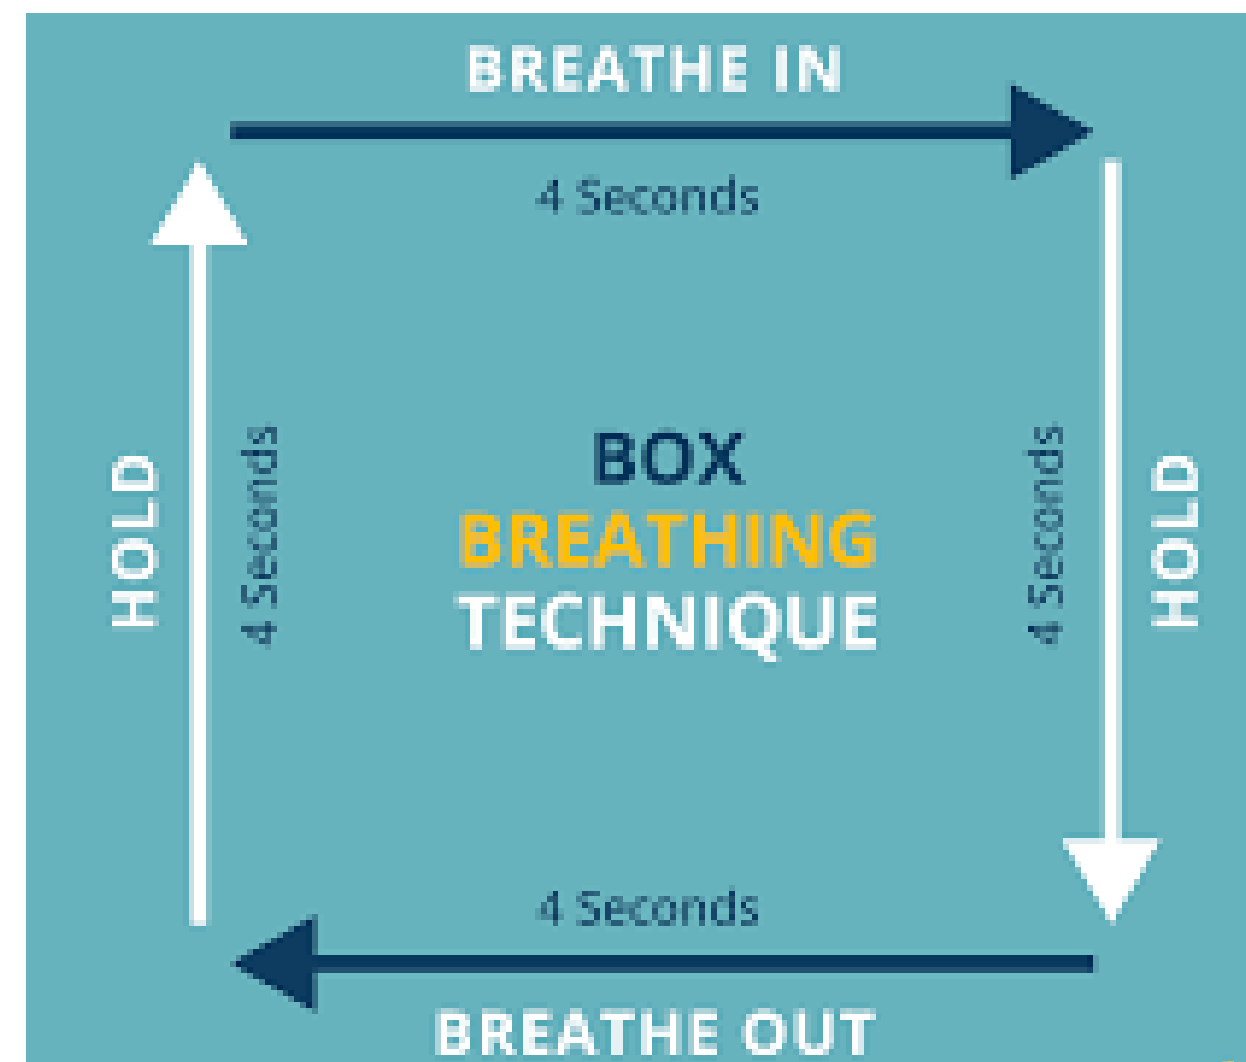 BREATHE IN
4 Seconds
HOLD
4 Seconds
BOX
BREATHING
TECHNIQUE
4 Seconds
HOLD
4 Seconds
BREATHE OUT